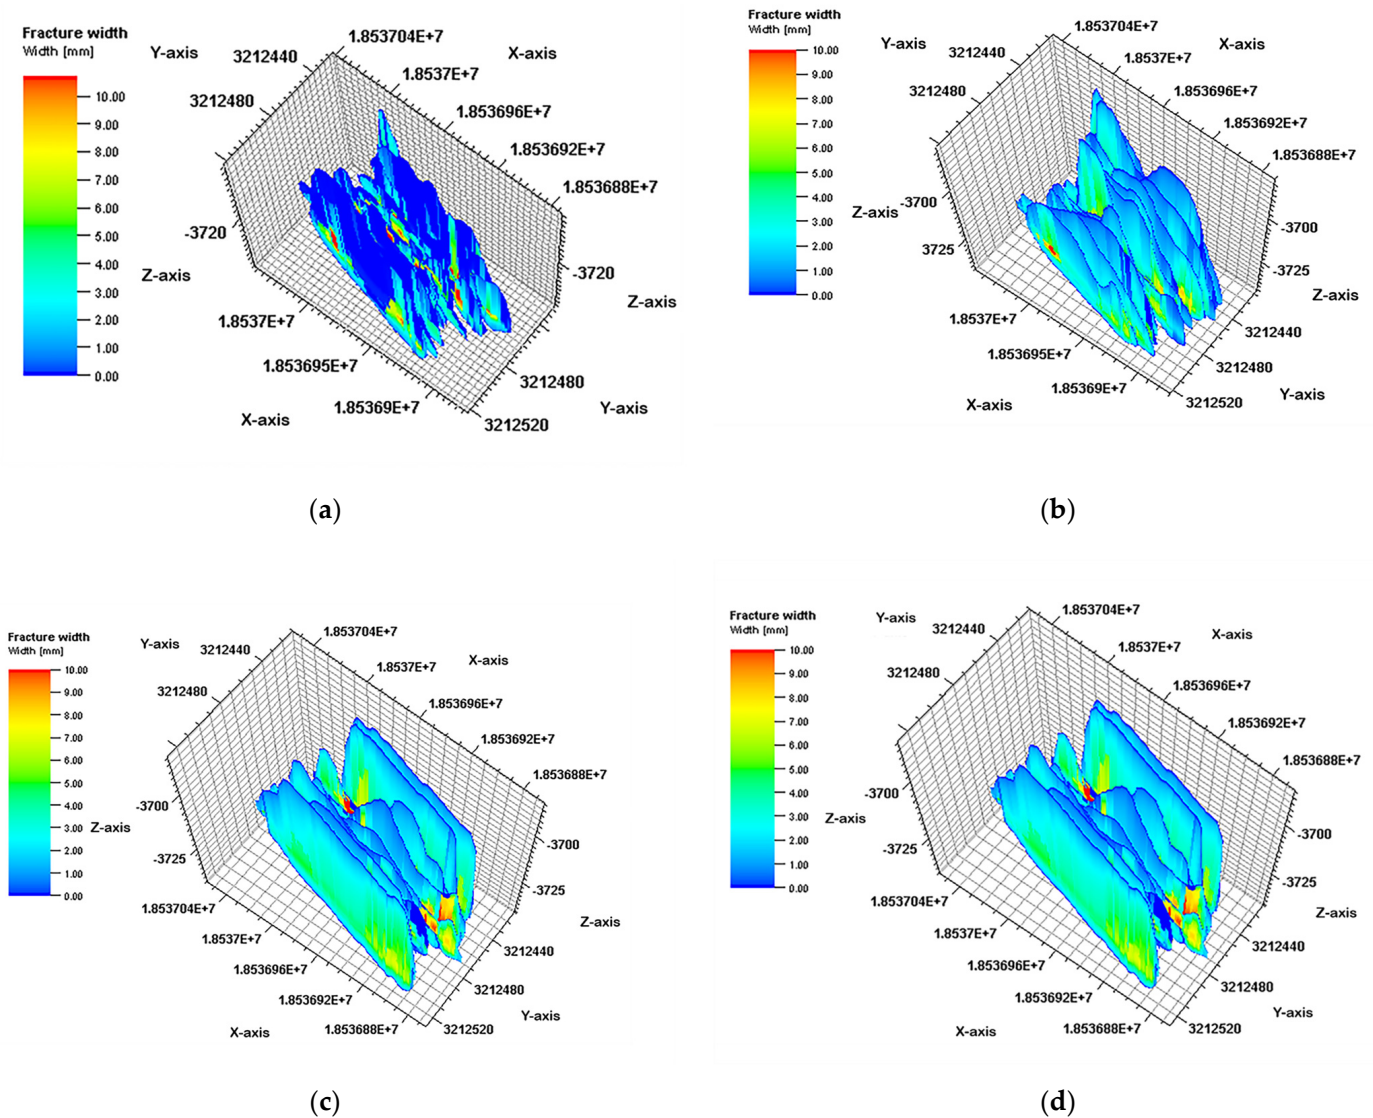 Fracture width
Width [mm]
10.00
9.00
8.00
7.00
6.00
5.00
4.00
3.00
2.00
1.00
0.00
Y-axis
3212440
3212480
1.853704E+7
1.8537E+7
1.853696E+7
1.853692E+7
1.853688E+7
X-axis
-3720
Z-axis
-3720
Z-axis
1.8537E+7
1.853695E+7
1.85369E+7
X-axis
3212480
3212520
Y-axis
(a)
Fracture width
Width [mm]
10.00
9.00
8.00
7.00
6.00
5.00
4.00
3.00
2.00
1.00
0.00
Y-axis
3212440
3212480
1.853704E+7
1.8537E+7
1.853696E+7
1.853692E+7
1.853688E+7
X-axis
Z-axis
-3700
3725
-3700
-3725
Z-axis
1.8537E+7
1.853695E+7
1.85369E+7
X-axis
3212440
3212480
3212520
Y-axis
(b)
Fracture width
Width [mm]
10.00
9.00
8.00
7.00
6.00
5.00
4.00
3.00
2.00
1.00
0.00
Y-axis
3212440
3212480
1.853704E+7
1.8537E+7
1.853696E+7
1.853692E+7
1.853688E+7
X-axis
-3700
Z-axis
-3725
-3700
-3725
Z-axis
1.853704E+7
1.8537E+7
1.853696E+7
1.853692E+7
1.853688E+7
X-axis
3212440
3212480
3212520
Y-axis
(c)
Fracture width
Width [mm]
10.00
9.00
8.00
7.00
6.00
5.00
4.00
3.00
2.00
1.00
0.00
Y-axis
3212440
3212480
1.853704E+7
1.8537E+7
1.853696E+7
1.853692E+7
1.853688E+7
X-axis
-3700
Z-axis
-3725
-3700
-3725
Z-axis
1.853704E+7
1.8537E+7
1.853696E+7
1.853692E+7
1.853688E+7
X-axis
3212440
3212480
3212520
Y-axis
(d)